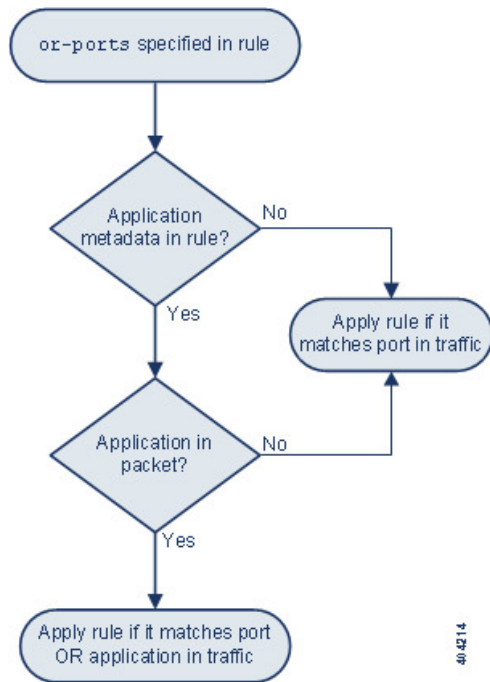 or-ports specified in rule
Application
metadata in rule?
No
Yes
Apply rule if it
matches port in traffic
Application in
packet?
No
Yes
Apply rule if it matches port
OR application in traffic
404214